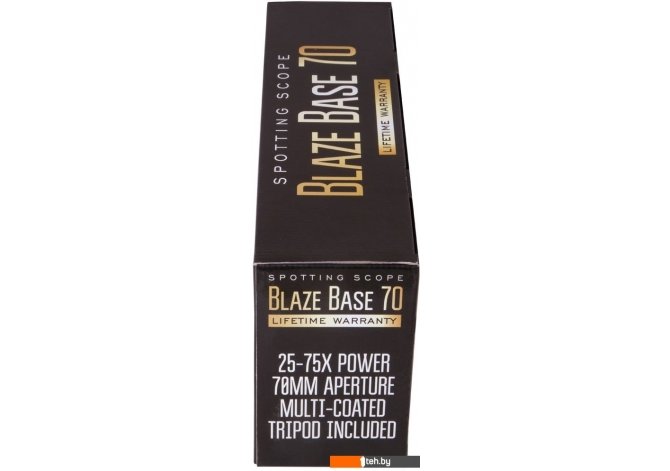 SPOTTING SCOPE
BLAZE BASE 70
LIFETIME WARRANTY
SPOTTING SCOPE
BLAZE BASE 70
LIFETIME WARRANTY
25-75X POWER
70MM APERTURE
MULTI-COATED
TRIPOD INCLUDED
1teh.by